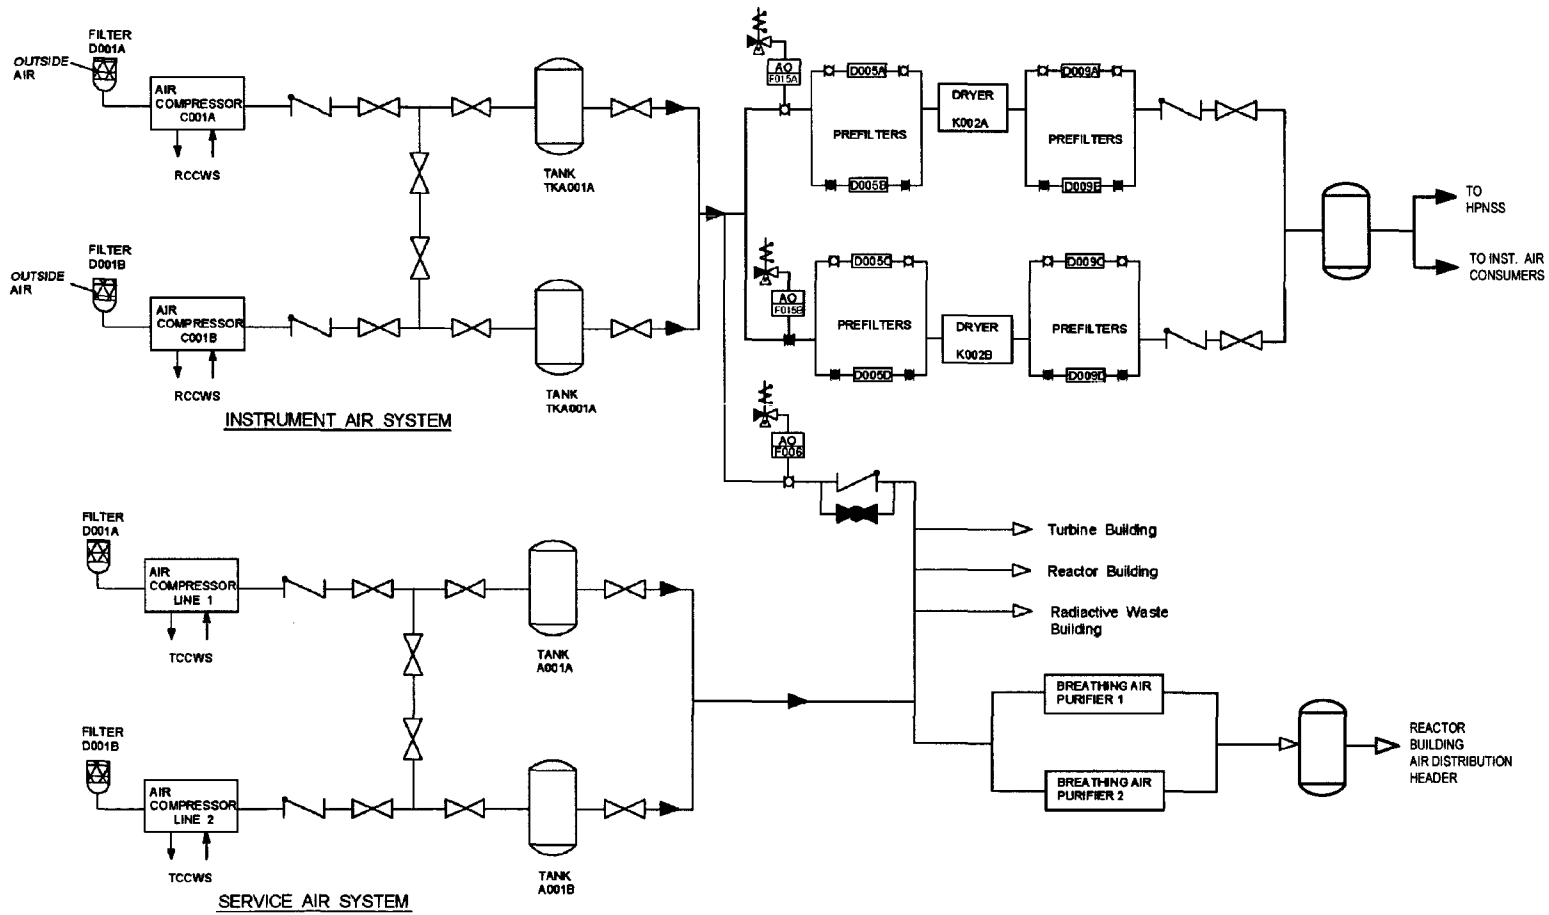 FILTER
D001A
OUTSIDE
AIR
AIR
COMPRESSOR
C001A
RCCWS
TANK
TKA001A
FILTER
D001B
OUTSIDE
AIR
AIR
COMPRESSOR
C001B
RCCWS
TANK
TKA001A
INSTRUMENT AIR SYSTEM
AO
F015A
D005A
PREFILTERS
D005B
DRYER
K002A
D009A
PREFILTERS
D009B
AO
F015B
D005C
PREFILTERS
D005D
DRYER
K002B
D009C
PREFILTERS
D009D
TO
HPNSS
TO INST. AIR
CONSUMERS
AO
F006
FILTER
D001A
AIR
COMPRESSOR
LINE 1
TCCWS
TANK
A001A
FILTER
D001B
AIR
COMPRESSOR
LINE 2
TCCWS
TANK
A001B
SERVICE AIR SYSTEM
Turbine Building
Reactor Building
Radiactive Waste
Building
BREATHING AIR
PURIFIER 1
BREATHING AIR
PURIFIER 2
REACTOR
BUILDING
AIR DISTRIBUTION
HEADER